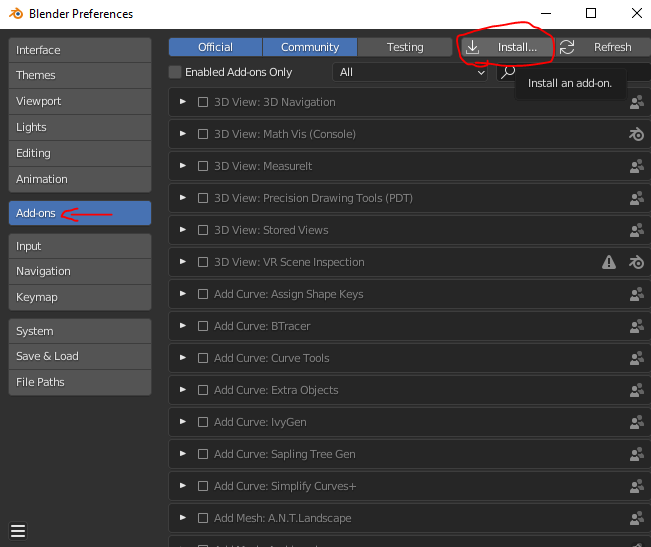 Blender Preferences
Interface
Themes
Viewport
Lights
Editing
Animation
Add-ons
Input
Navigation
Keymap
System
Save & Load
File Paths
Official Community Testing Install... Refresh
Enabled Add-ons Only All
Install an add-on.
3D View: 3D Navigation
3D View: Math Vis (Console)
3D View: MeasureIt
3D View: Precision Drawing Tools (PDT)
3D View: Stored Views
3D View: VR Scene Inspection
Add Curve: Assign Shape Keys
Add Curve: BTracer
Add Curve: Curve Tools
Add Curve: Extra Objects
Add Curve: IvyGen
Add Curve: Sapling Tree Gen
Add Curve: Simplify Curves+
Add Mesh: A.N.T.Landscape